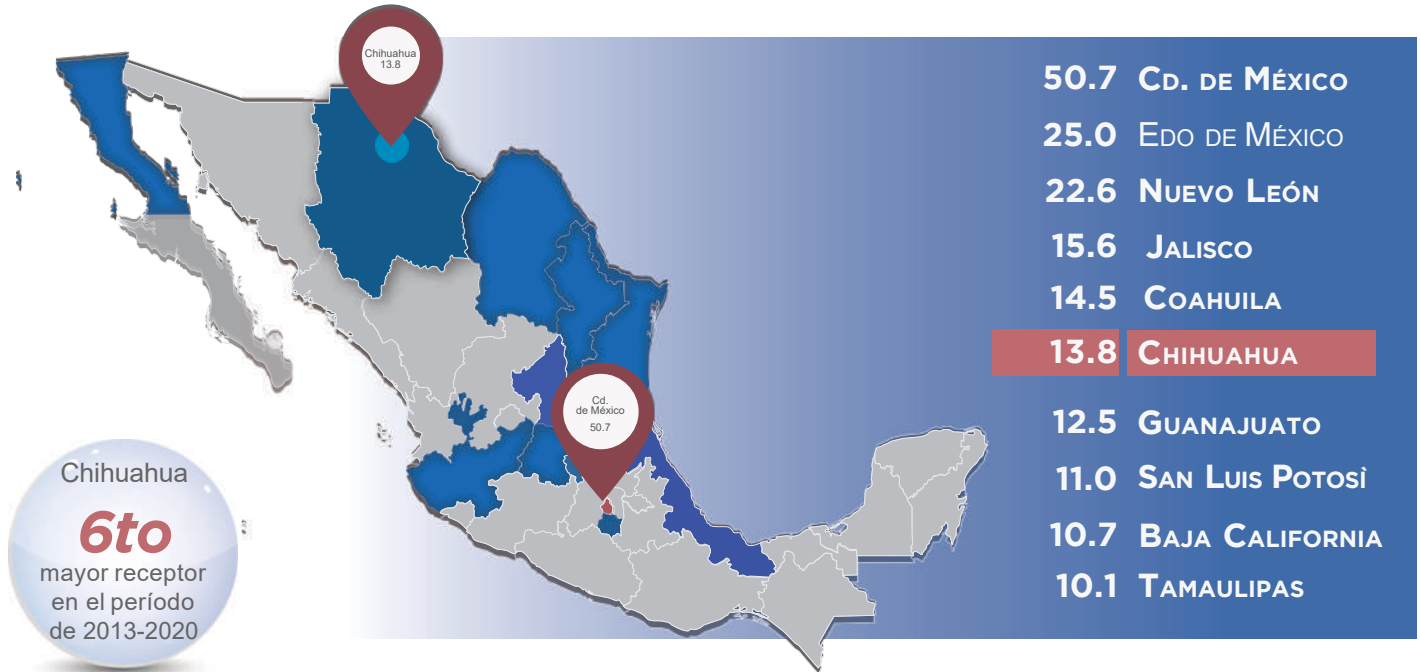 Chihuahua
13.8
Cd.
de México
50.7
Chihuahua
6to
mayor receptor
en el período
de 2013-2020
50.7 CD. DE MÉXICO
25.0 EDO DE MÉXICO
22.6 NUEVO LEÓN
15.6 JALISCO
14.5 COAHUILA
13.8 CHIHUAHUA
12.5 GUANAJUATO
11.0 SAN LUIS POTOSÌ
10.7 BAJA CALIFORNIA
10.1 TAMAULIPAS